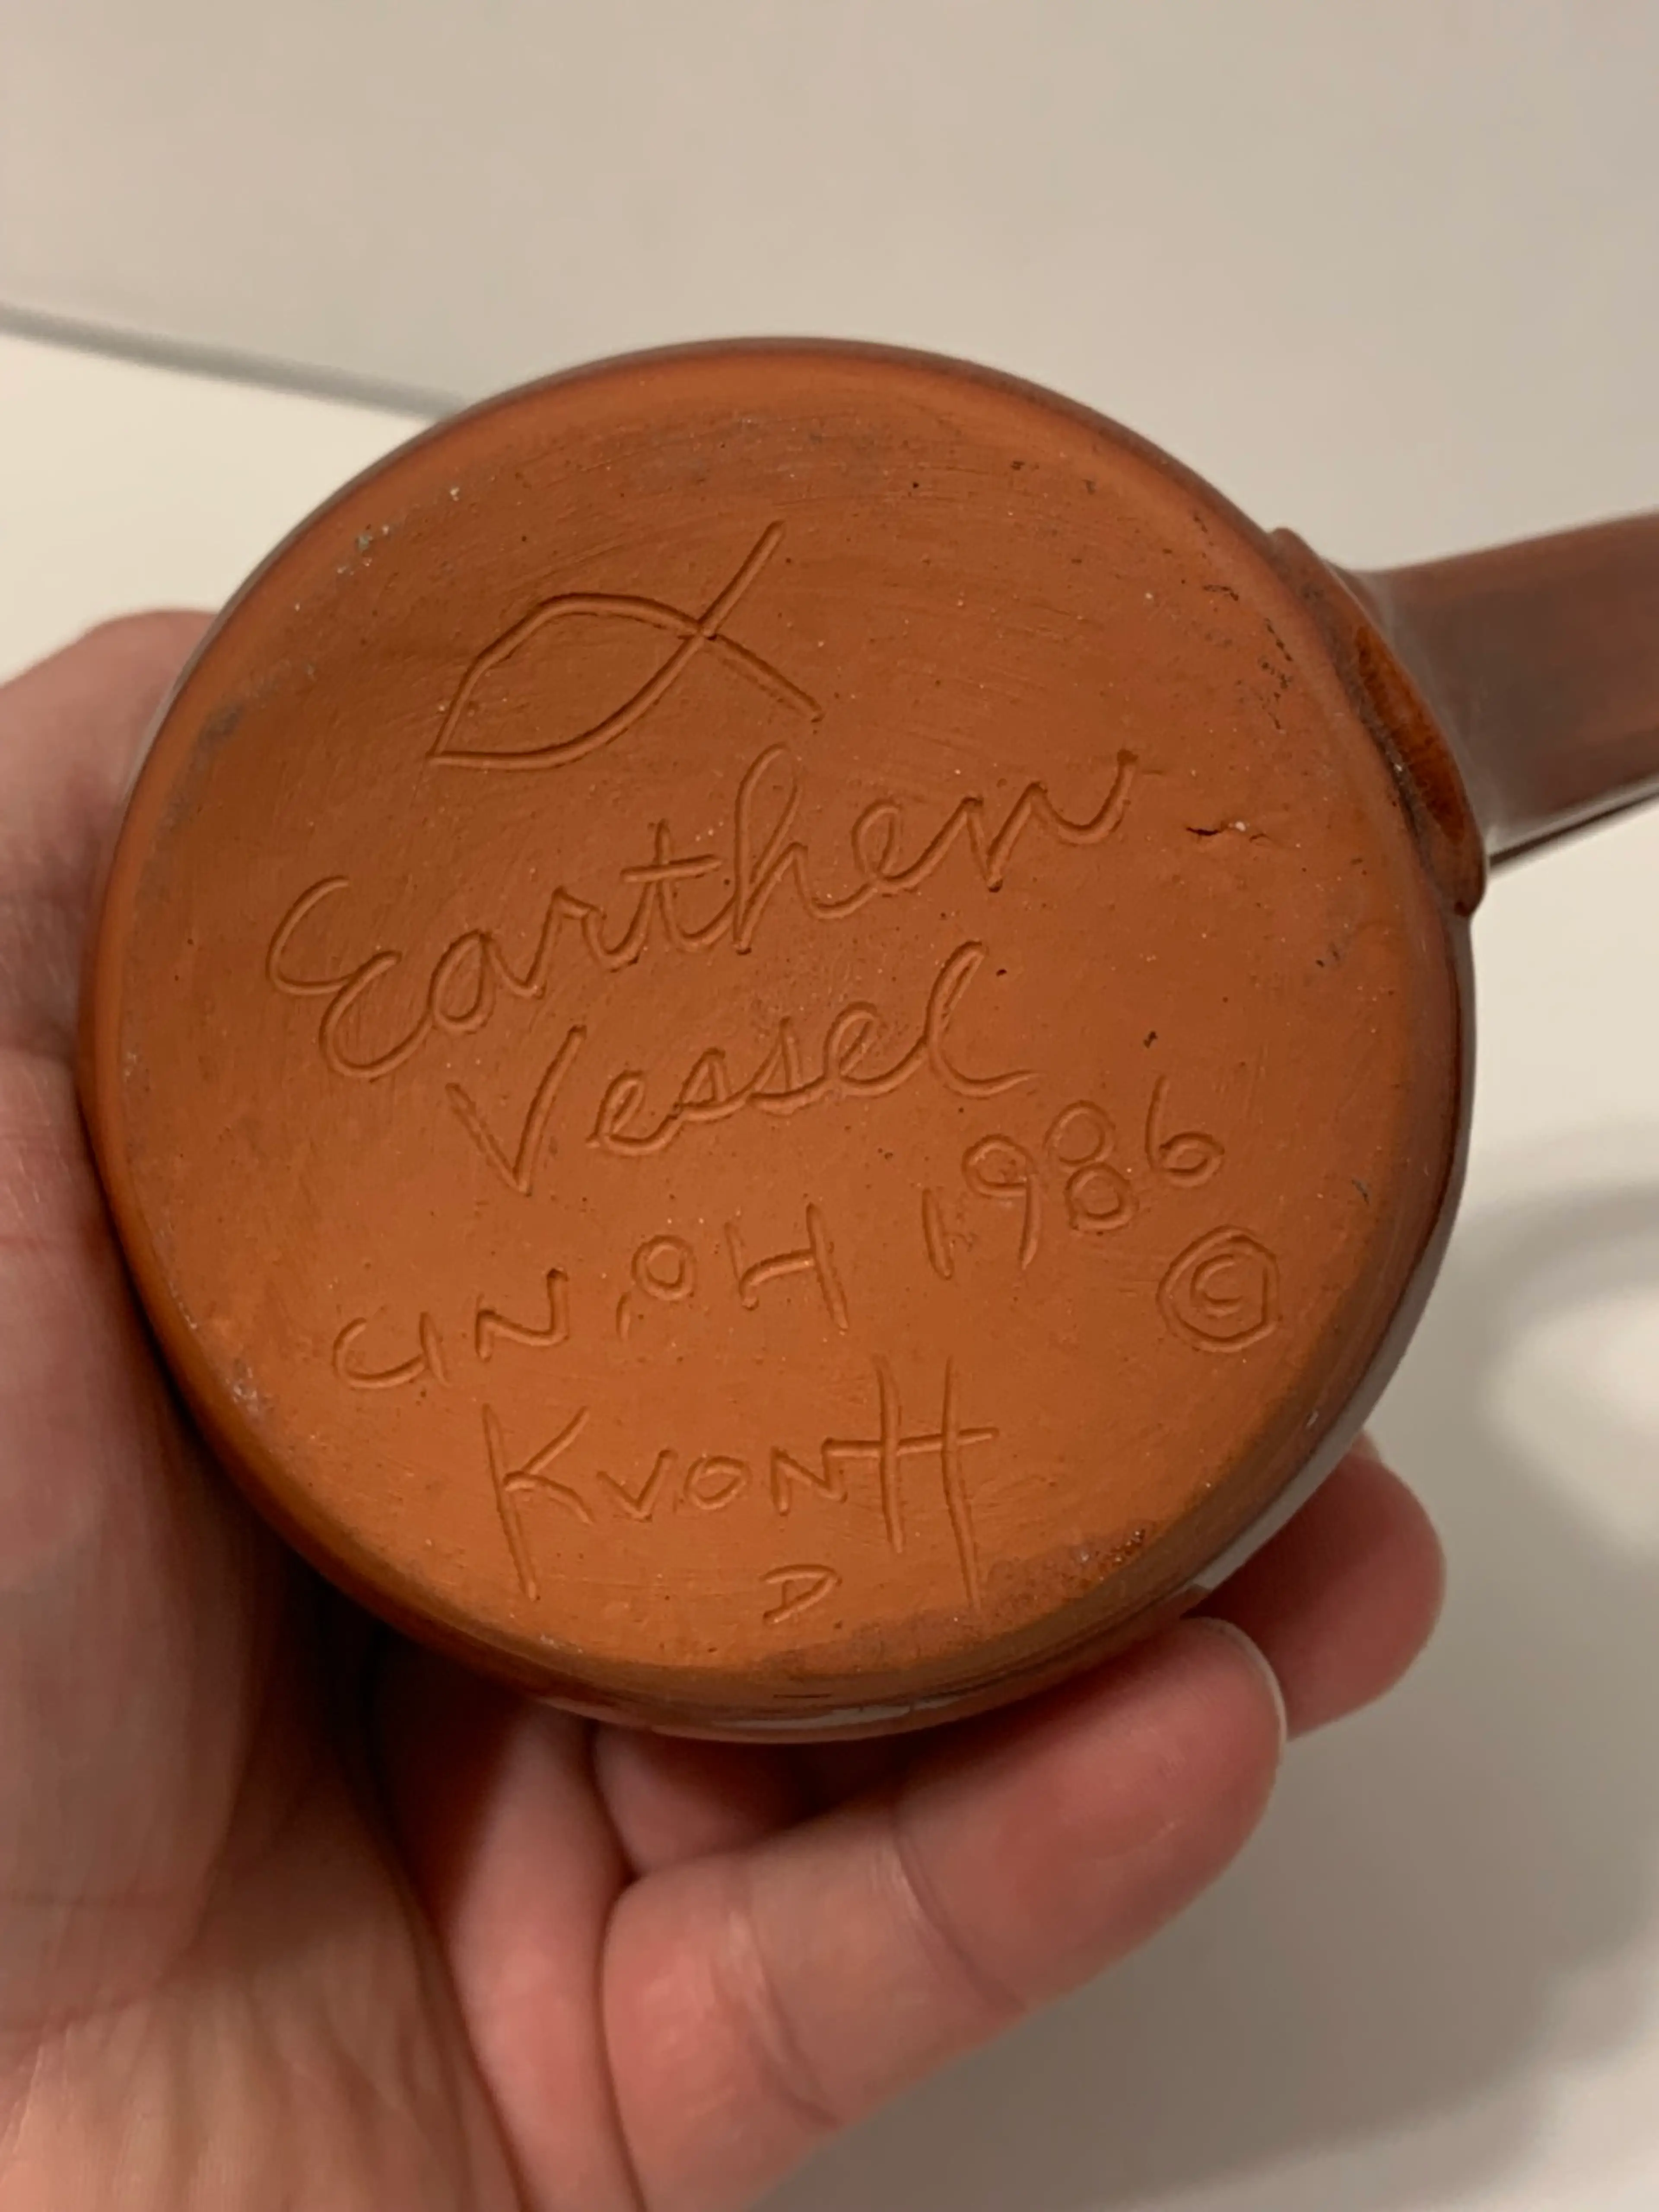 Earthen
Vessel
CIN, OH 1986
©
KVONH
D